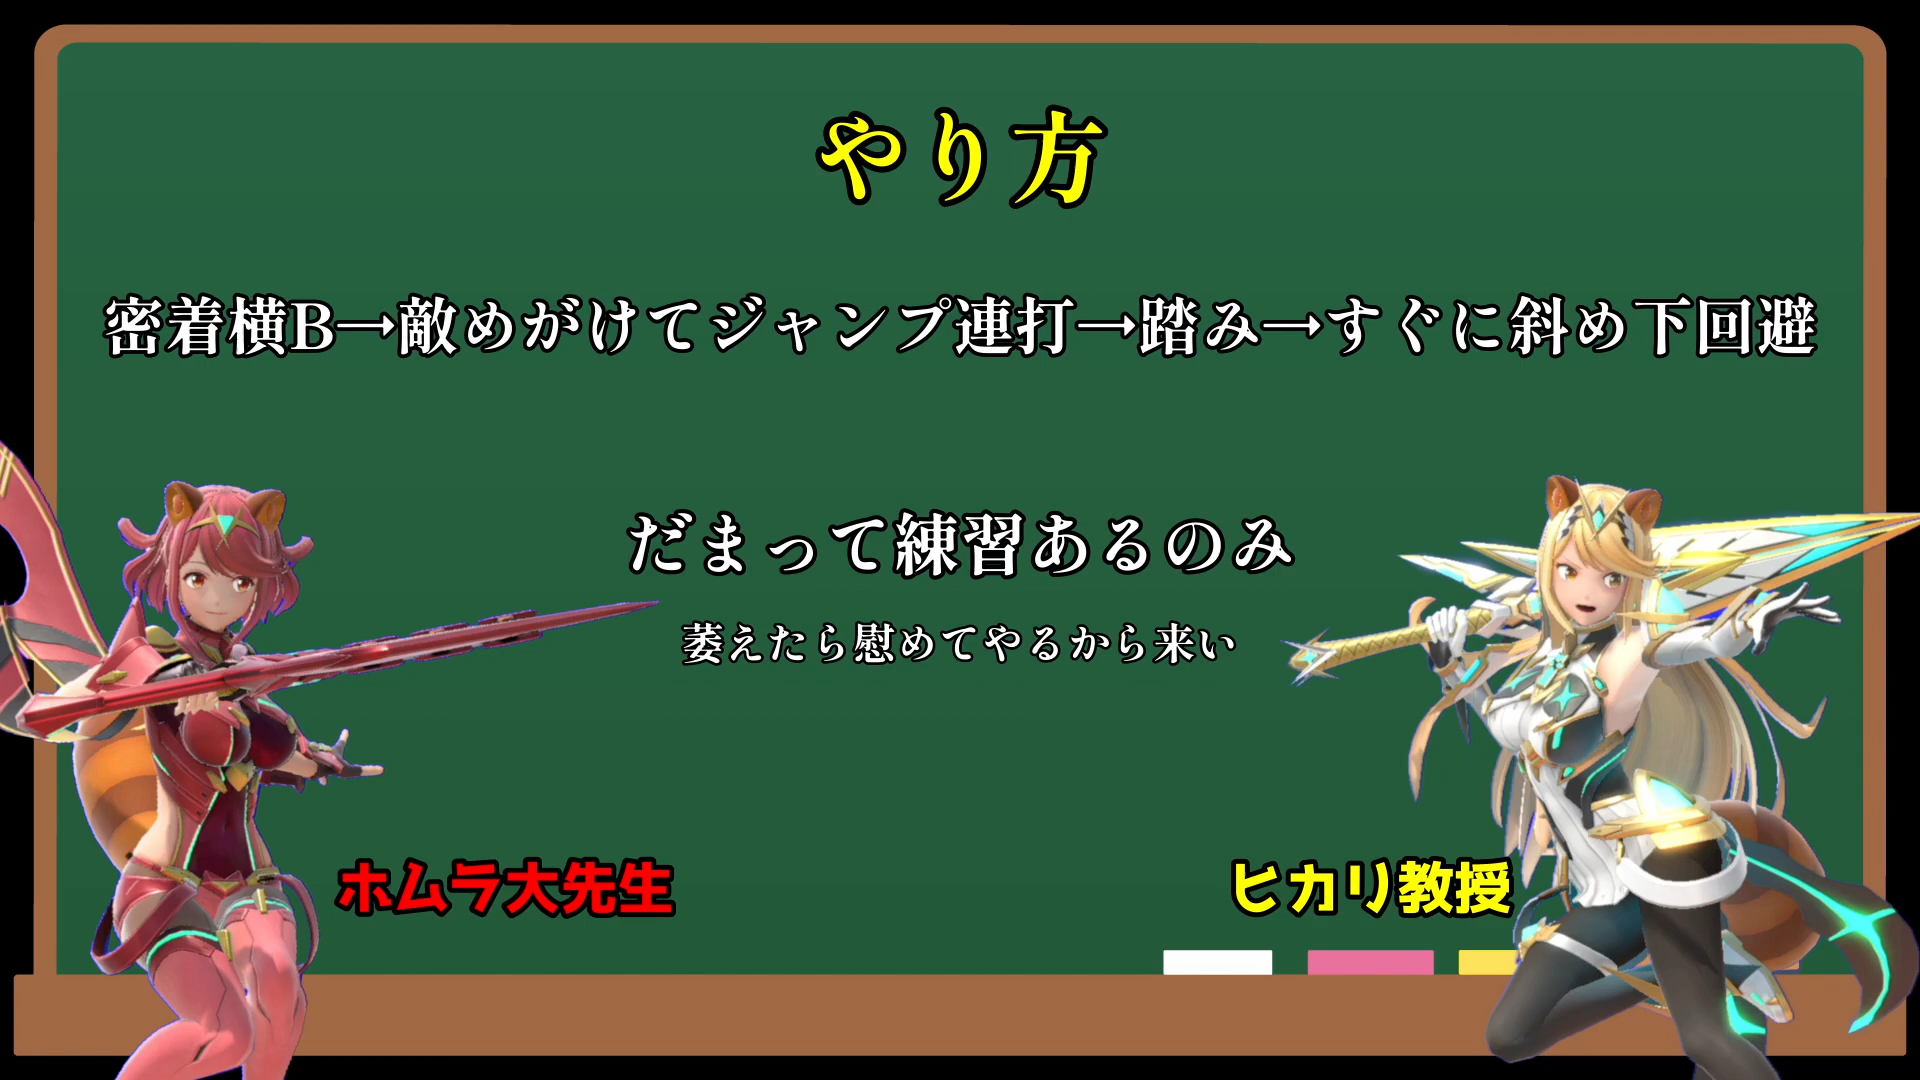 やり方
密着横B→敵めがけてジャンプ連打→踏み→すぐに斜め下回避
だまって練習あるのみ
萎えたら慰めてやるから来い
ホムラ大先生
ヒカリ教授